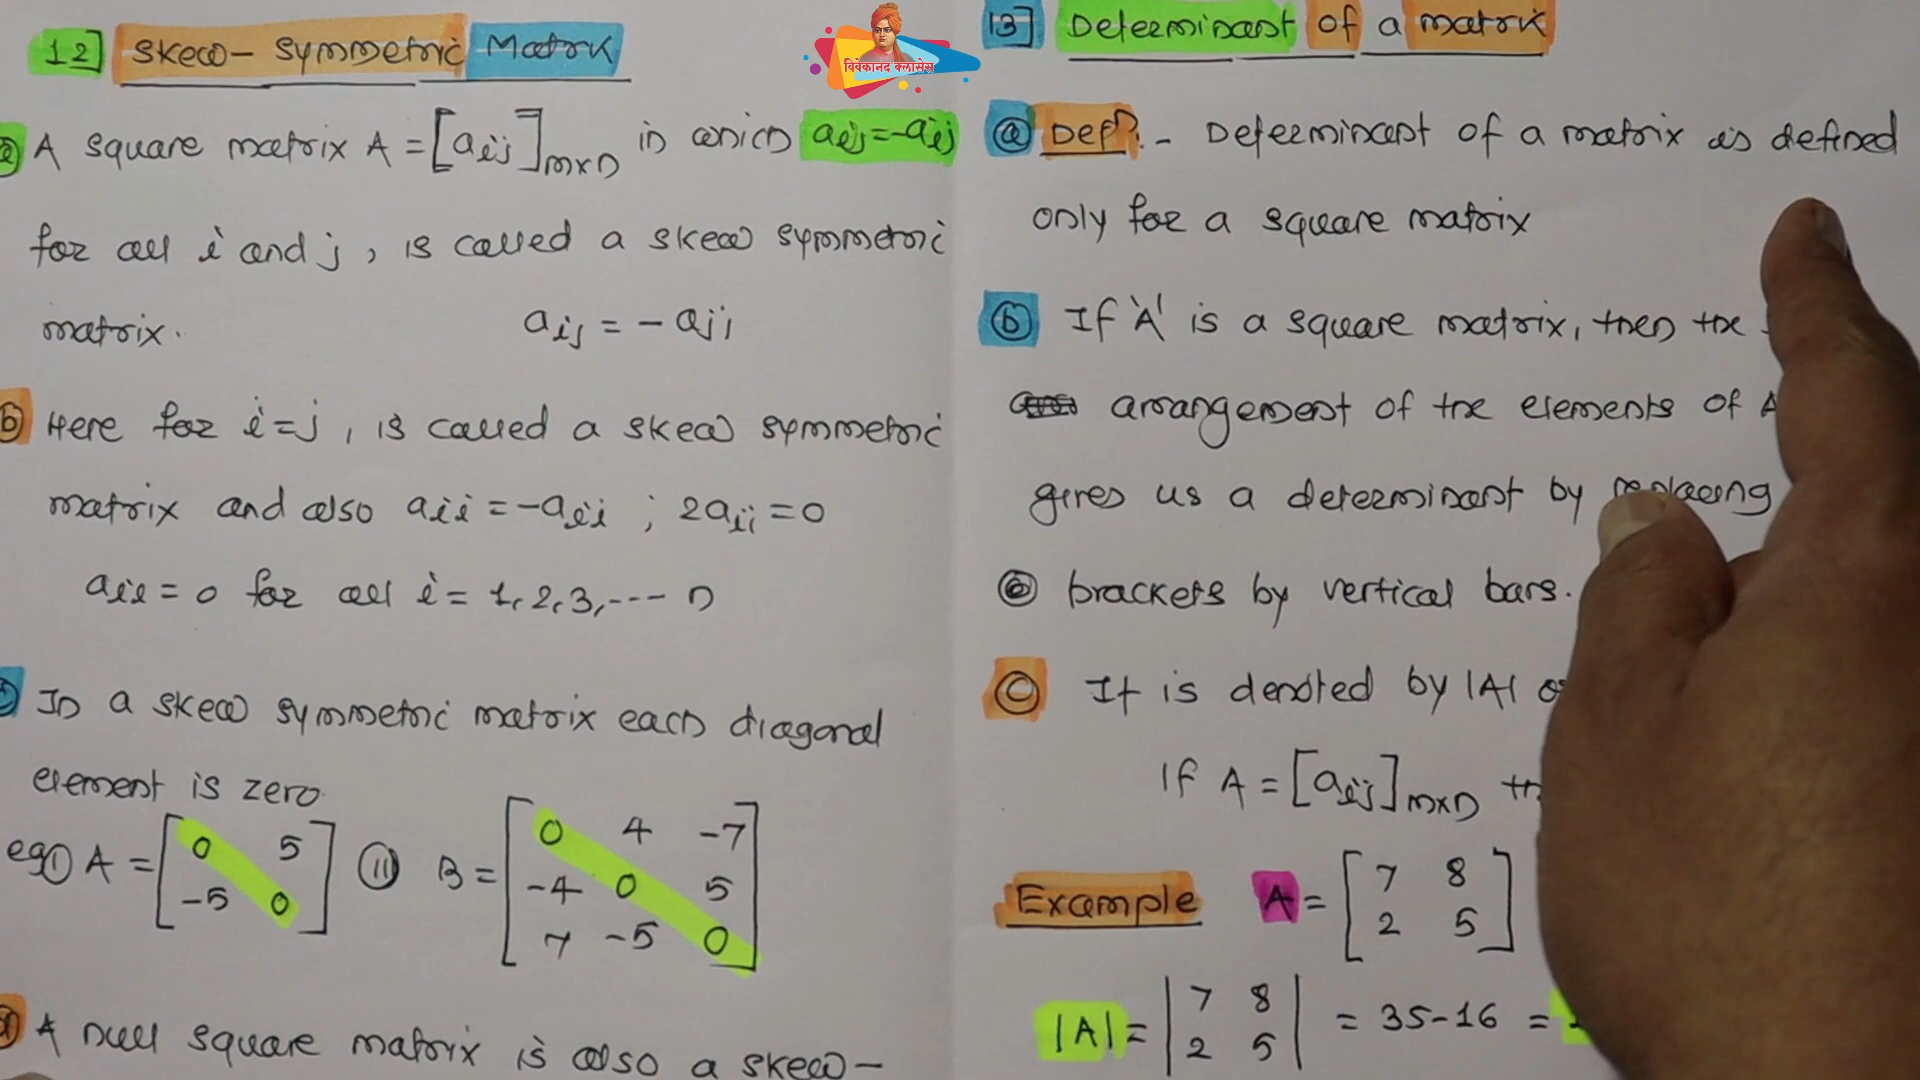 12] Skew-Symmetric Matrix
A square matrix A = [aij]m×n in which aij=-aij
for all i and j, is called a skew symmetric
matrix. aij = - aji
b Here for i=j, is called a skew symmetric
matrix and also aii = -aii ; 2aii = 0
aii = 0 for all i = 1,2,3,---- n
In a skew symmetric matrix each diagonal
element is zero
eg ① A = [ 0 5
-5 0 ]
(ii) B = [ 0 4 -7
-4 0 5
7 -5 0 ]
d A null square matrix is also a skew-
विवेकानंद क्लासेस
13] Determinant of a matrix
ⓐ Defn.- Determinant of a matrix is defined
only for a square matrix
ⓑ If 'A' is a square matrix, then the
arrangement of the elements of A
gives us a determinant by replacing
brackets by vertical bars.
ⓒ It is denoted by |A|
If A = [aij]m×n
Example A = [ 7 8
2 5 ]
|A| = | 7 8
2 5 | = 35-16 =